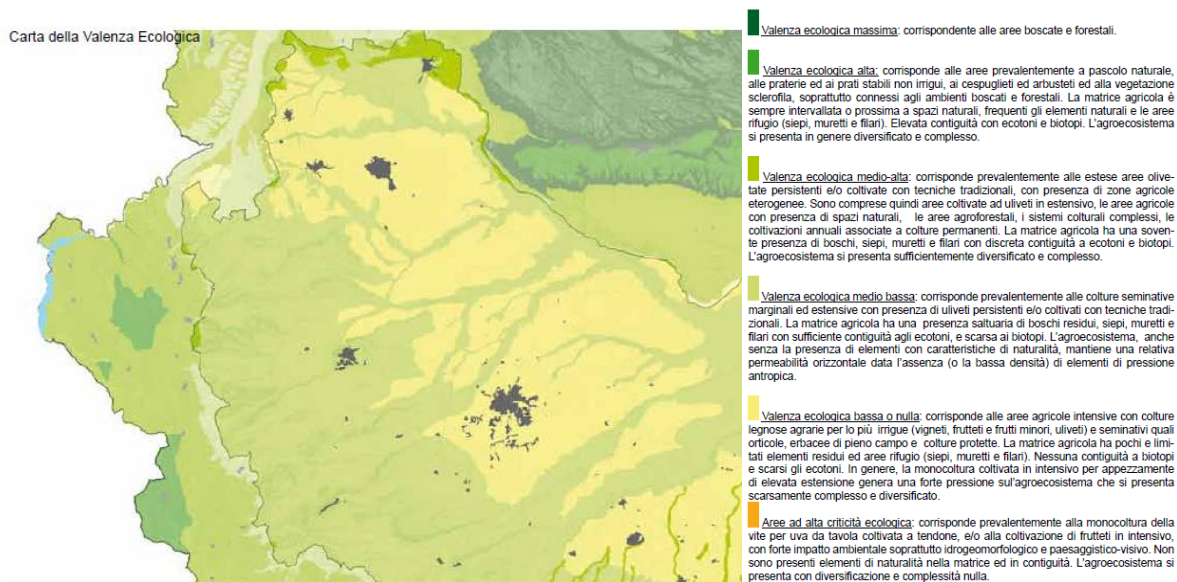 Carta della Valenza Ecologica
Valenza ecologica massima: corrispondente alle aree boscate e forestali.
Valenza ecologica alta: corrisponde alle aree prevalentemente a pascolo naturale,
alle praterie ed ai prati stabili non irrigui, ai cespuglieti ed arbusteti ed alla vegetazione
sclerofila, soprattutto connessi agli ambienti boscati e forestali. La matrice agricola è
sempre intervallata o prossima a spazi naturali, frequenti gli elementi naturali e le aree
rifugio (siepi, muretti e filari). Elevata contiguità con ecotoni e biotopi. L'agroecosistema
si presenta in genere diversificato e complesso.
Valenza ecologica medio-alta: corrisponde prevalentemente alle estese aree olive-
tate persistenti e/o coltivate con tecniche tradizionali, con presenza di zone agricole
eterogenee. Sono comprese quindi aree coltivate ad uliveti in estensivo, le aree agricole
con presenza di spazi naturali, le aree agroforestali, i sistemi colturali complessi, le
coltivazioni annuali associate a colture permanenti. La matrice agricola ha una soven-
te presenza di boschi, siepi, muretti e filari con discreta contiguità a ecotoni e biotopi.
L'agroecosistema si presenta sufficientemente diversificato e complesso.
Valenza ecologica medio bassa: corrisponde prevalentemente alle colture seminative
marginali ed estensive con presenza di uliveti persistenti e/o coltivati con tecniche tradi-
zionali. La matrice agricola ha una presenza saltuaria di boschi residui, siepi, muretti e
filari con sufficiente contiguità agli ecotoni, e scarsa ai biotopi. L'agroecosistema, anche
senza la presenza di elementi con caratteristiche di naturalità, mantiene una relativa
permeabilità orizzontale data l'assenza (o la bassa densità) di elementi di pressione
antropica.
Valenza ecologica bassa o nulla: corrisponde alle aree agricole intensive con colture
legnose agrarie per lo più irrigue (vigneti, frutteti e frutti minori, uliveti) e seminativi quali
orticole, erbacee di pieno campo e colture protette. La matrice agricola ha pochi e limi-
tati elementi residui ed aree rifugio (siepi, muretti e filari). Nessuna contiguità a biotopi
e scarsi gli ecotoni. In genere, la monocoltura coltivata in intensivo per appezzamente
di elevata estensione genera una forte pressione sul'agroecosistema che si presenta
scarsamente complesso e diversificato.
Aree ad alta criticità ecologica: corrisponde prevalentemente alla monocoltura della
vite per uva da tavola coltivata a tendone, e/o alla coltivazione di frutteti in intensivo,
con forte impatto ambientale soprattutto idrogeomorfologico e paesaggistico-visivo. Non
sono presenti elementi di naturalità nella matrice ed in contiguità. L'agroecosistema si
presenta con diversificazione e complessità nulla.